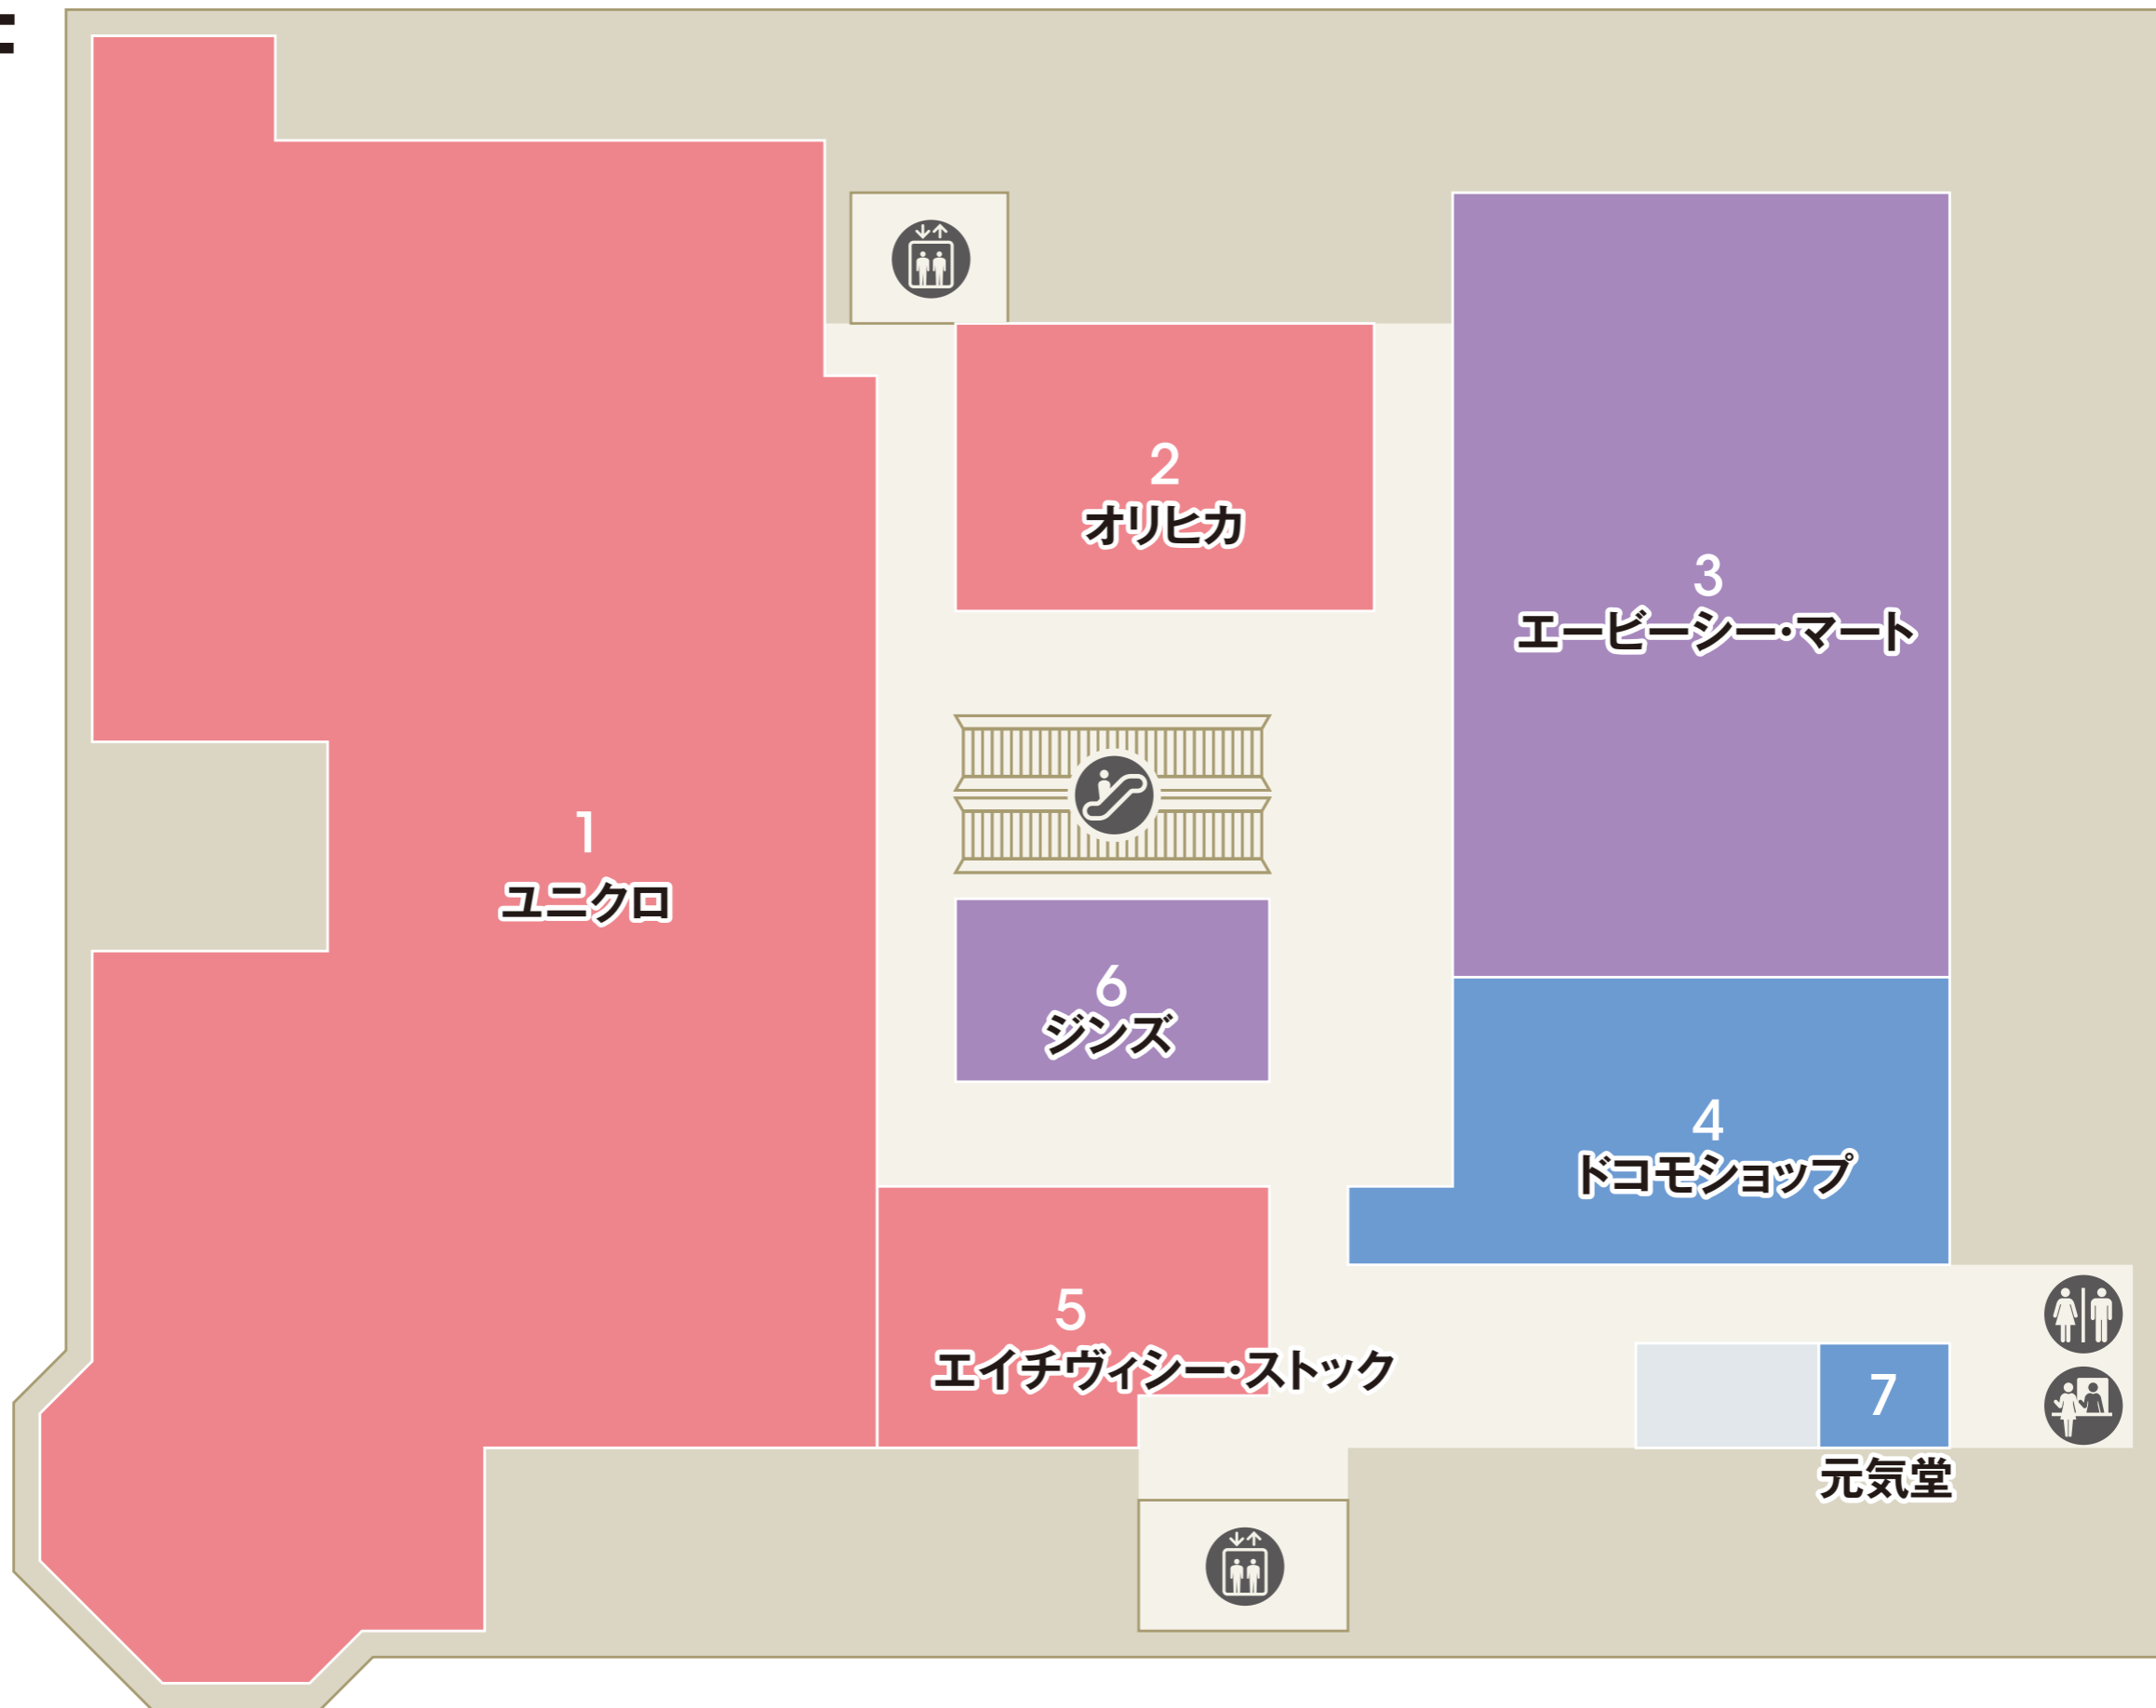 2
オリヒカ
3
エービーシー・マート
1
ユニクロ
6
ジンズ
4
ドコモショップ
5
エイチヴィシー・ストック
7
元気堂